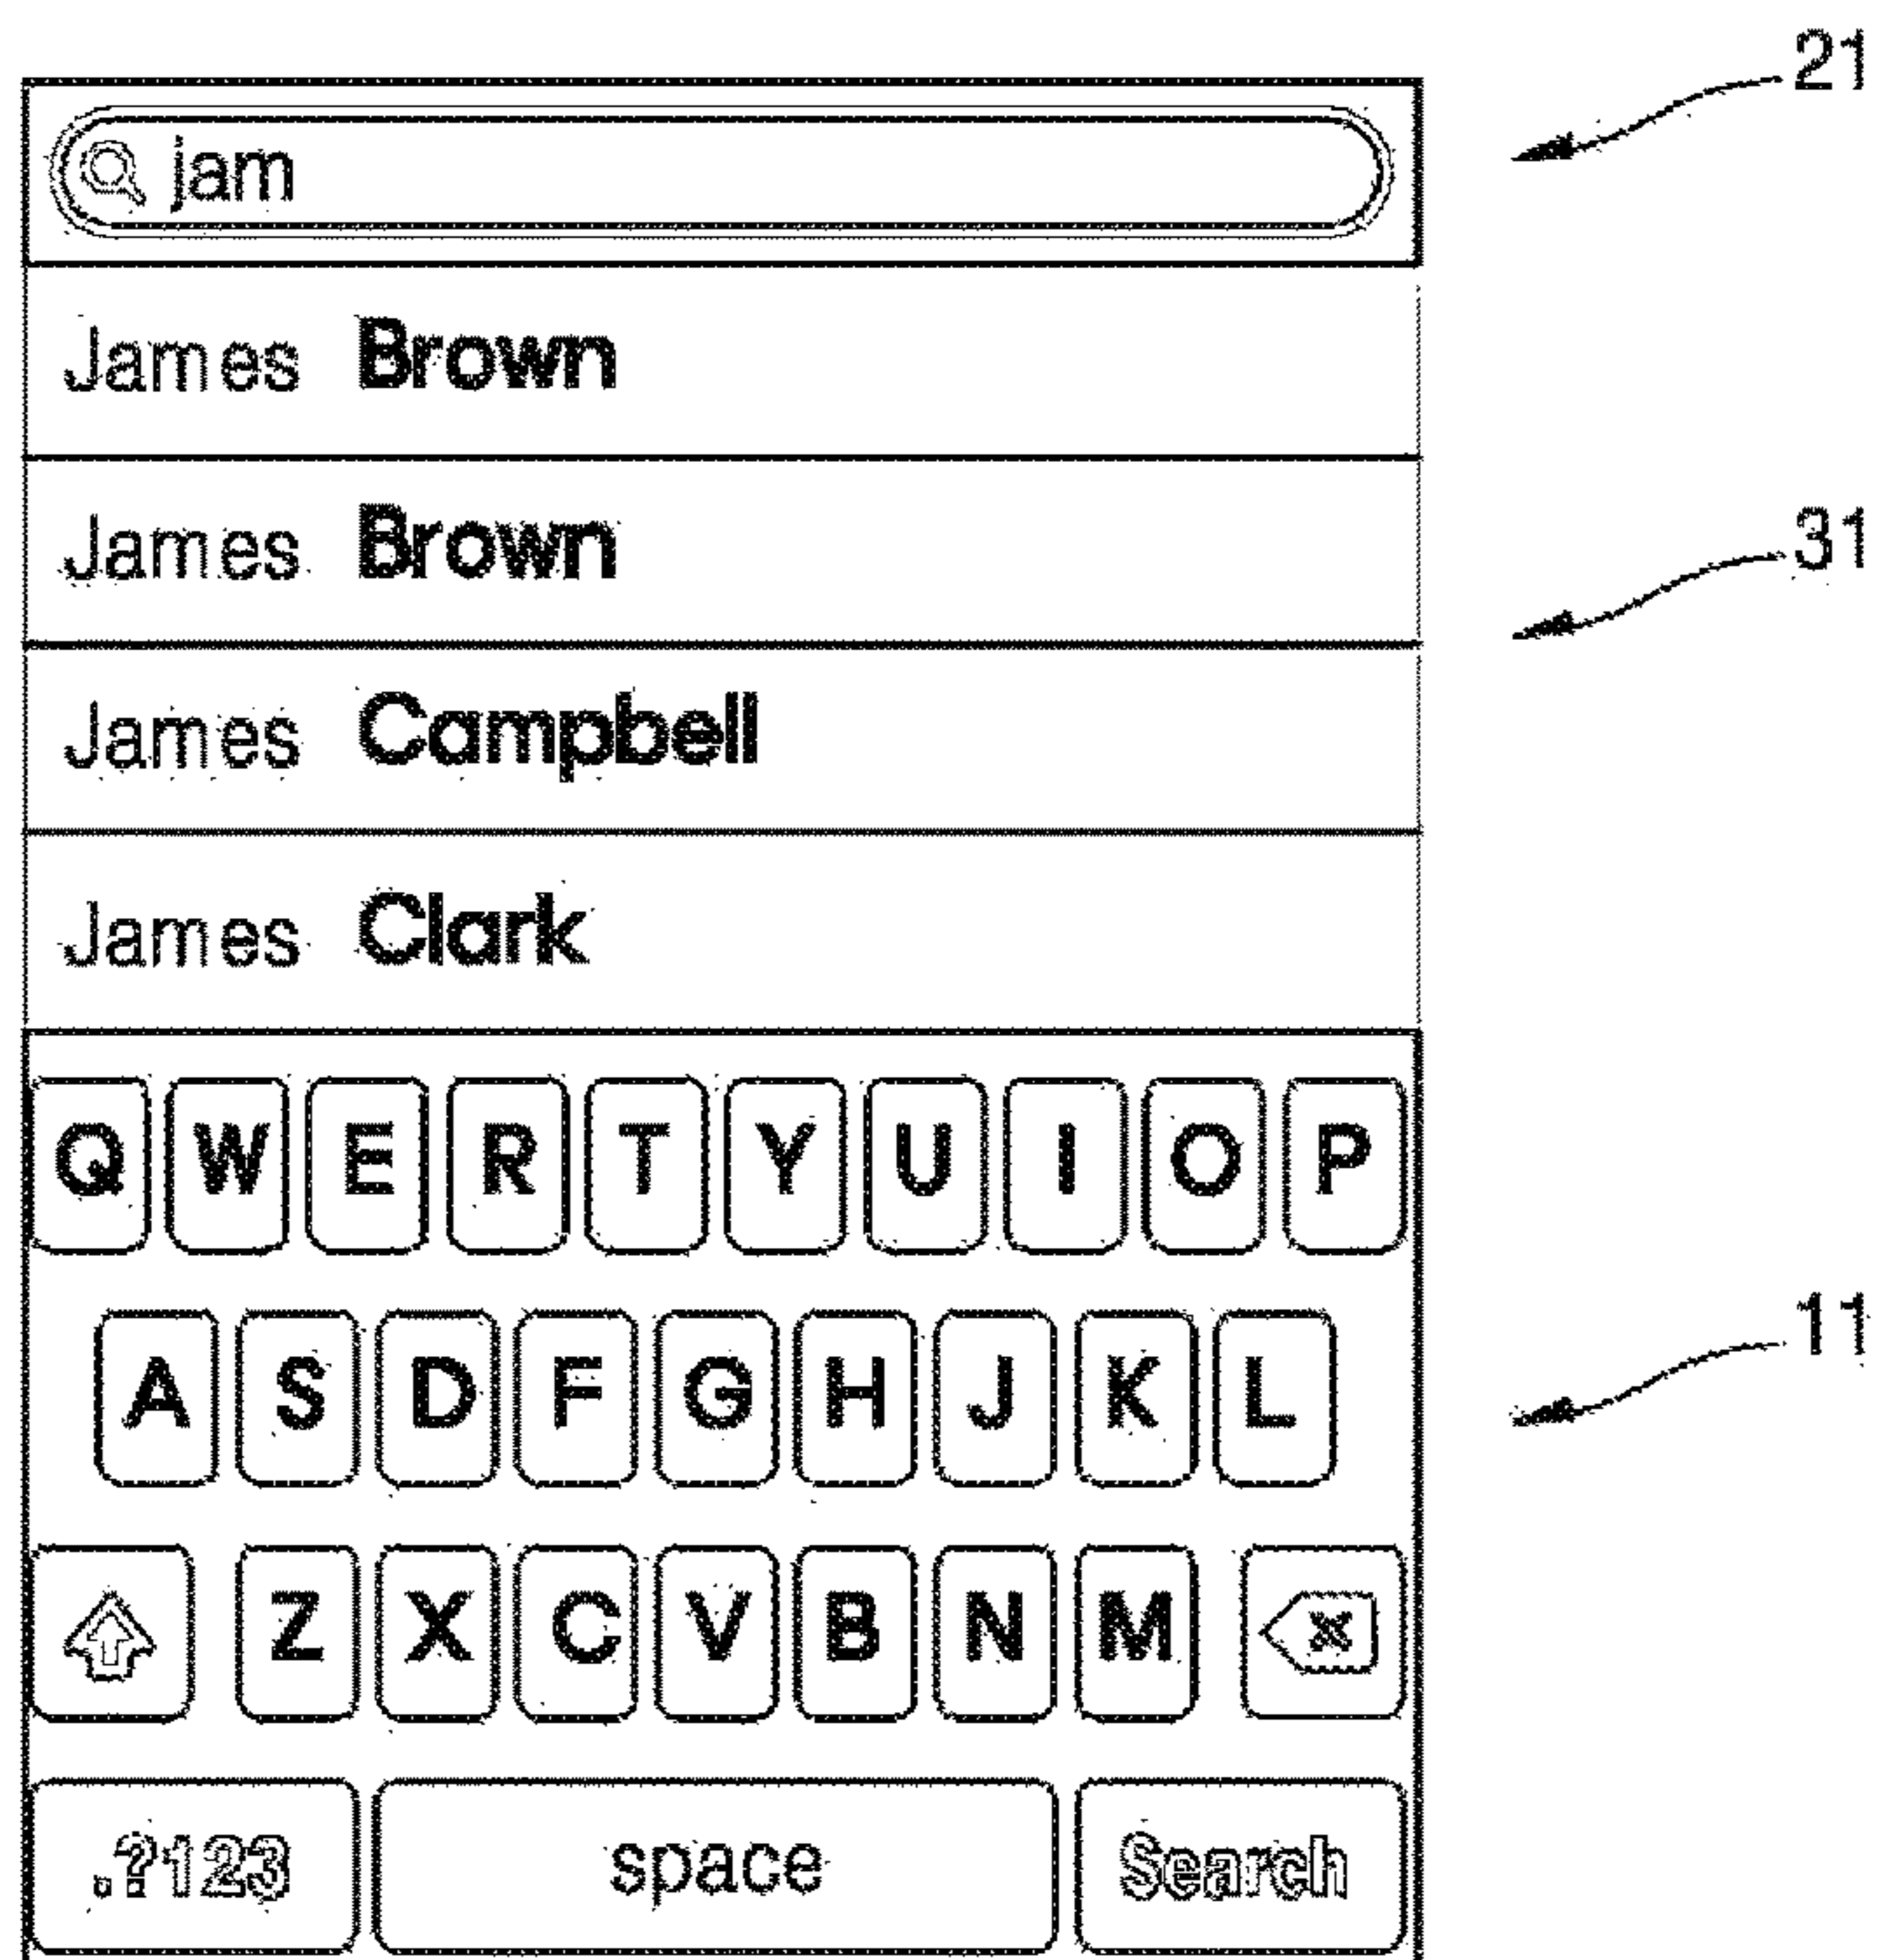 21
jam
James Brown
James Brown
31
James Campbell
James Clark
Q W E R T Y U I O P
A S D F G H J K L
11
Z X C V B N M
.?123 space Search